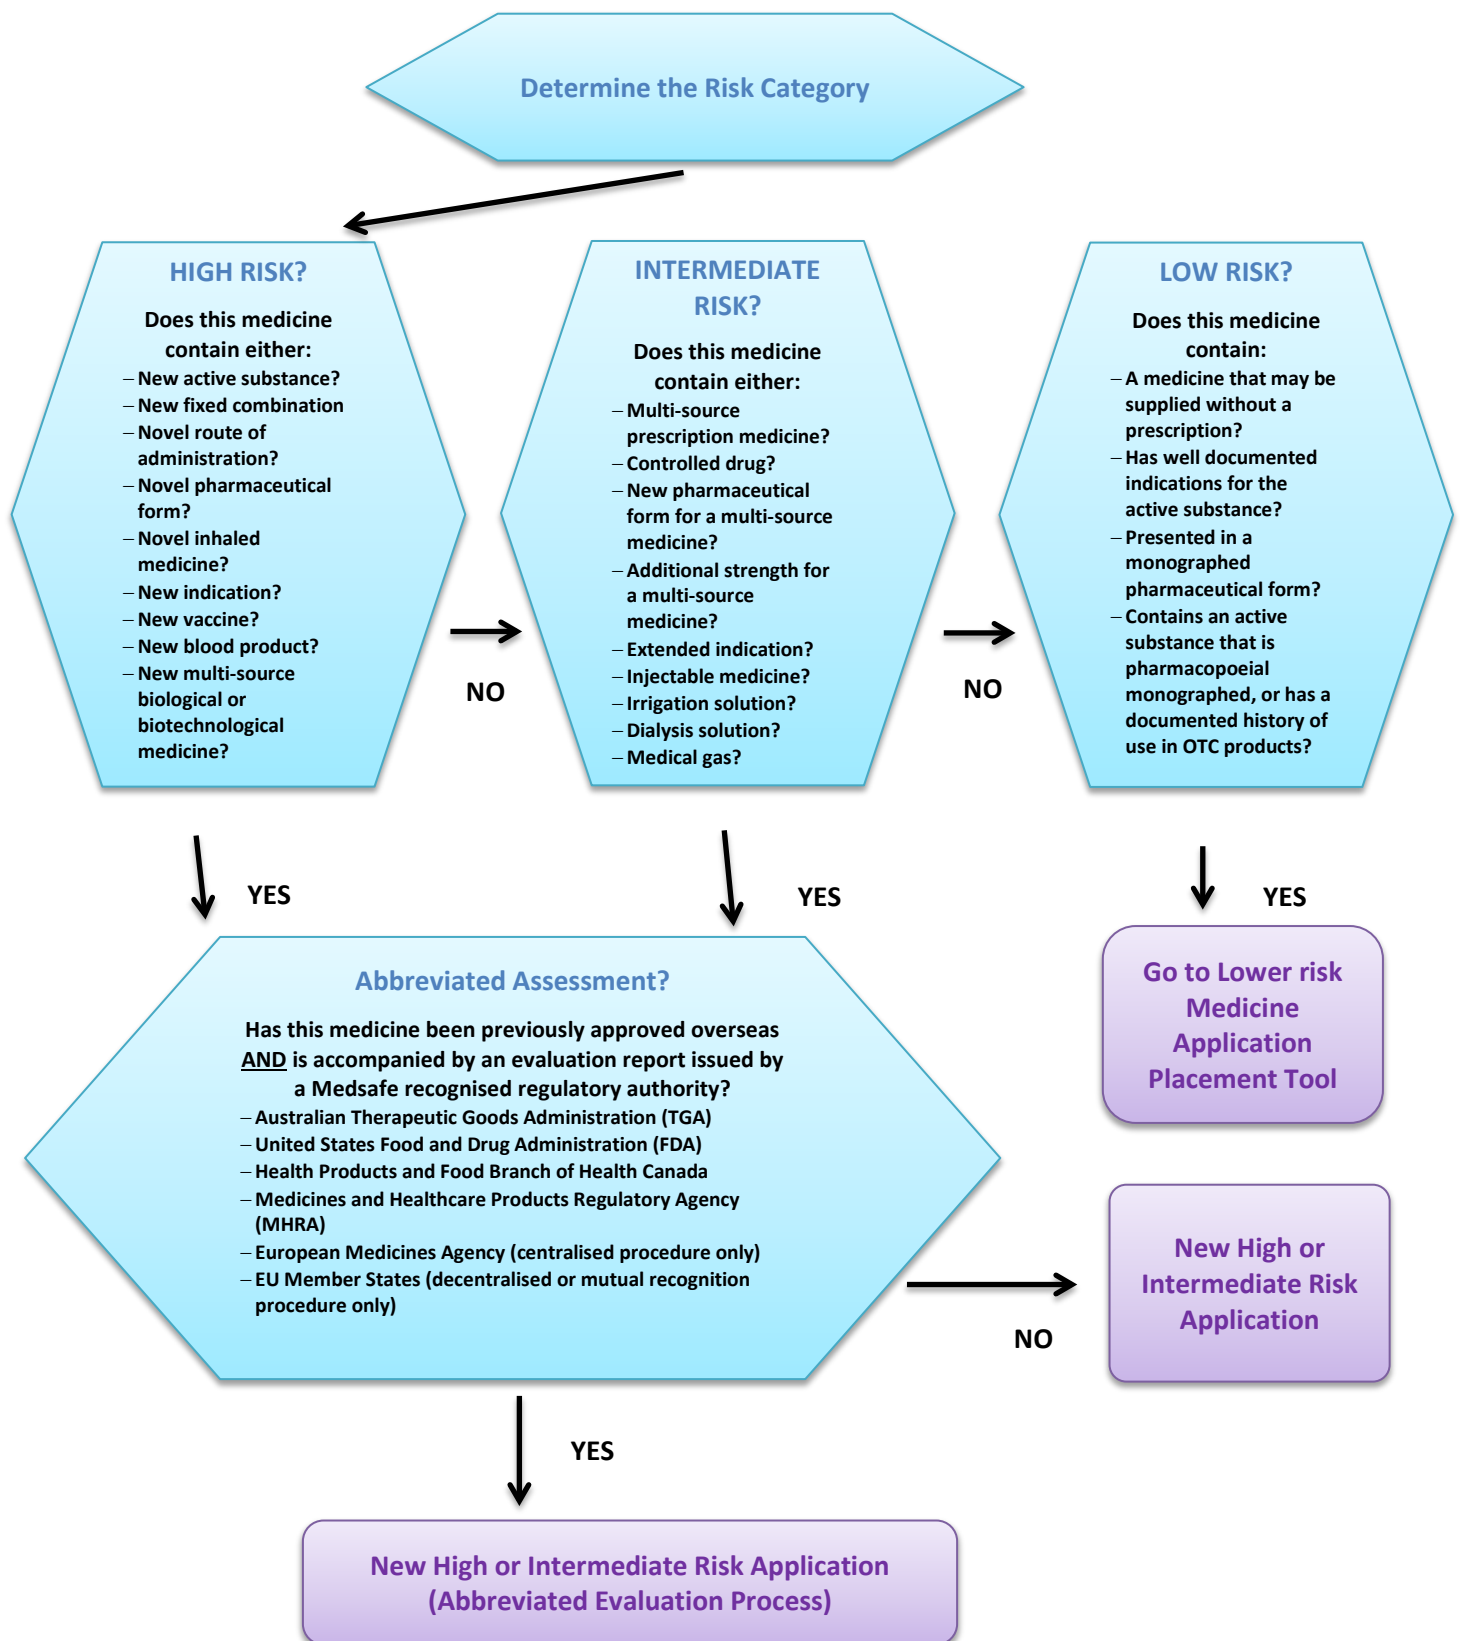 Determine the Risk Category
HIGH RISK?
Does this medicine
contain either:
– New active substance?
– New fixed combination
– Novel route of
administration?
– Novel pharmaceutical
form?
– Novel inhaled
medicine?
– New indication?
– New vaccine?
– New blood product?
– New multi-source
biological or
biotechnological
medicine?
NO
INTERMEDIATE
RISK?
Does this medicine
contain either:
– Multi-source
prescription medicine?
– Controlled drug?
– New pharmaceutical
form for a multi-source
medicine?
– Additional strength for
a multi-source
medicine?
– Extended indication?
– Injectable medicine?
– Irrigation solution?
– Dialysis solution?
– Medical gas?
NO
LOW RISK?
Does this medicine
contain:
– A medicine that may be
supplied without a
prescription?
– Has well documented
indications for the
active substance?
– Presented in a
monographed
pharmaceutical form?
– Contains an active
substance that is
pharmacopoeial
monographed, or has a
documented history of
use in OTC products?
YES
YES
YES
Abbreviated Assessment?
Has this medicine been previously approved overseas
AND is accompanied by an evaluation report issued by
a Medsafe recognised regulatory authority?
– Australian Therapeutic Goods Administration (TGA)
– United States Food and Drug Administration (FDA)
– Health Products and Food Branch of Health Canada
– Medicines and Healthcare Products Regulatory Agency
(MHRA)
– European Medicines Agency (centralised procedure only)
– EU Member States (decentralised or mutual recognition
procedure only)
Go to Lower risk
Medicine
Application
Placement Tool
NO
New High or
Intermediate Risk
Application
YES
New High or Intermediate Risk Application
(Abbreviated Evaluation Process)